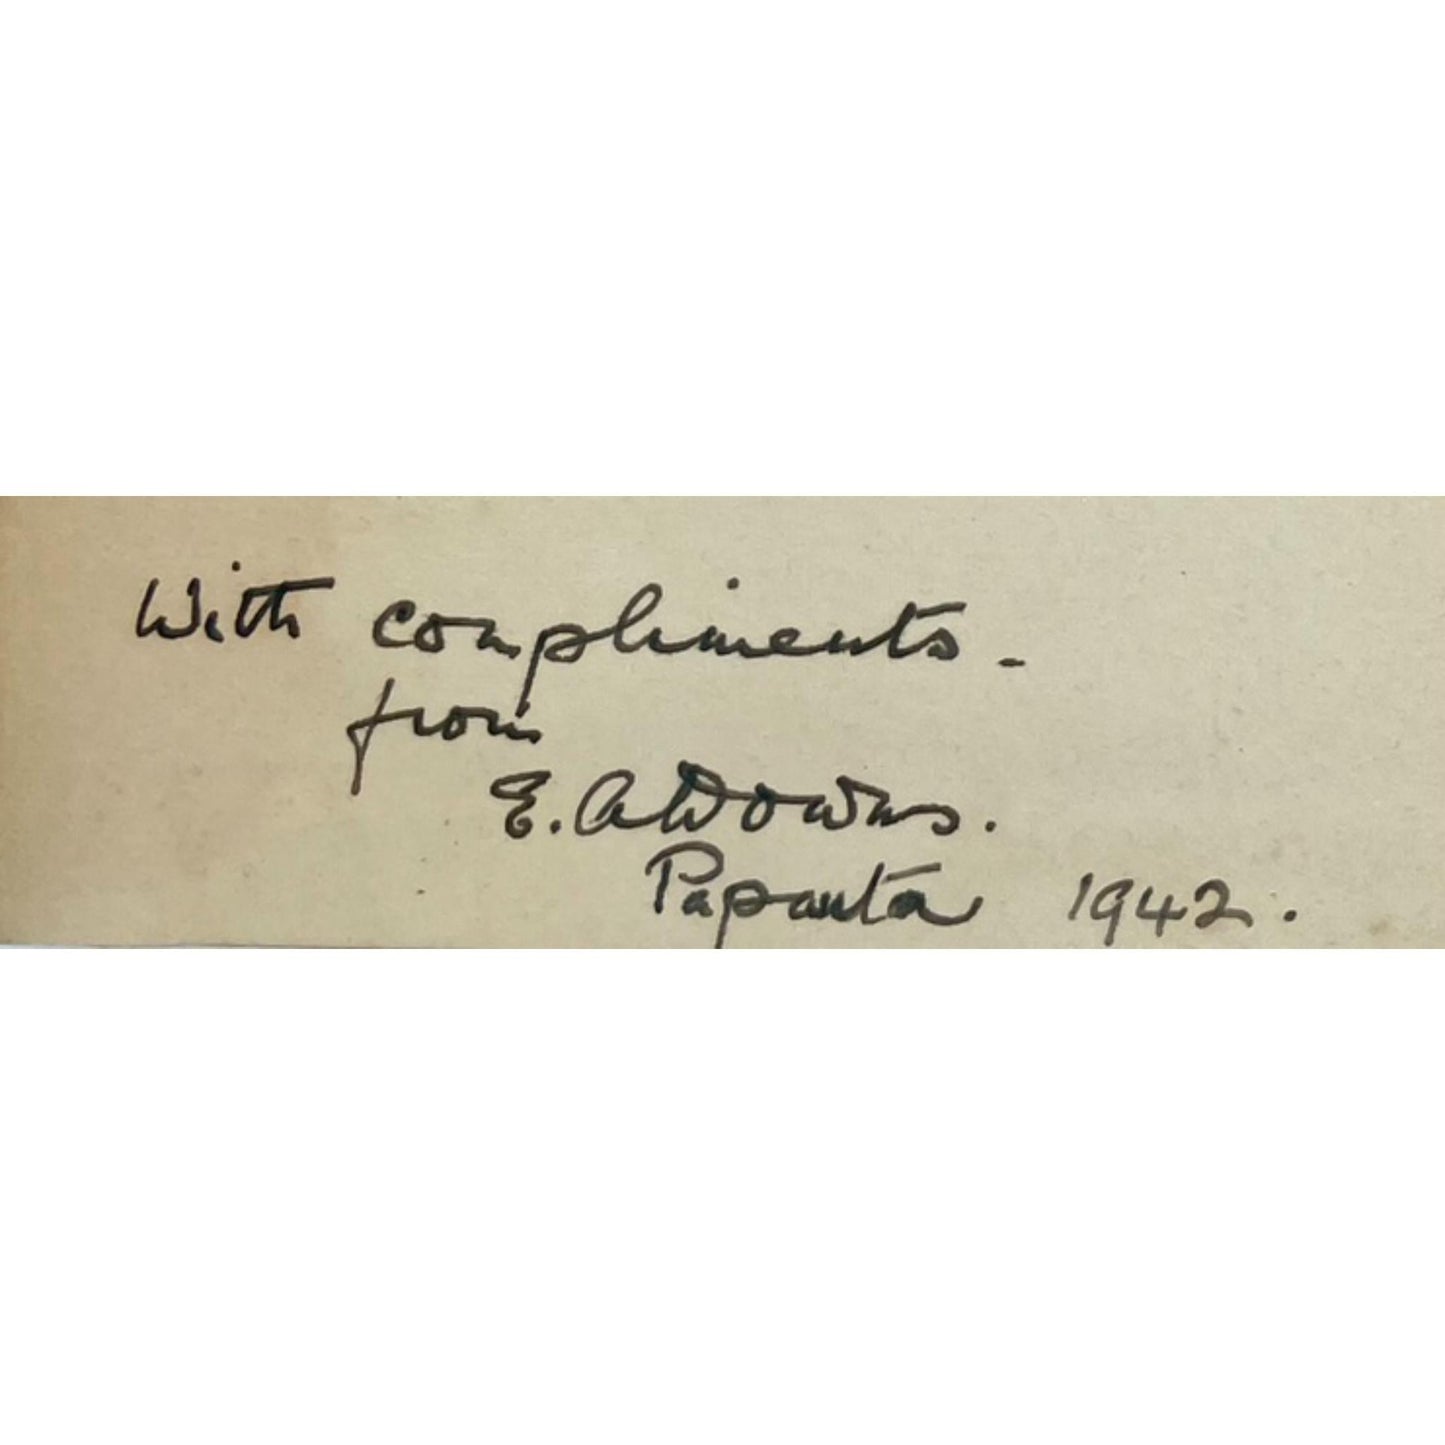 With compliments.
from
E. A Downs.
Papanta 1942.